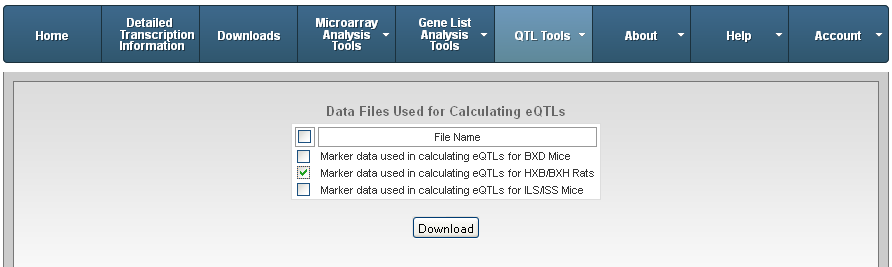 Home
Detailed
Transcription
Information
Downloads
Microarray
Analysis
Tools
Gene List
Analysis
Tools
QTL Tools
About
Help
Account
Data Files Used for Calculating eQTLs
File Name
Marker data used in calculating eQTLs for BXD Mice
Marker data used in calculating eQTLs for HXB/BXH Rats
Marker data used in calculating eQTLs for ILS/ISS Mice
Download